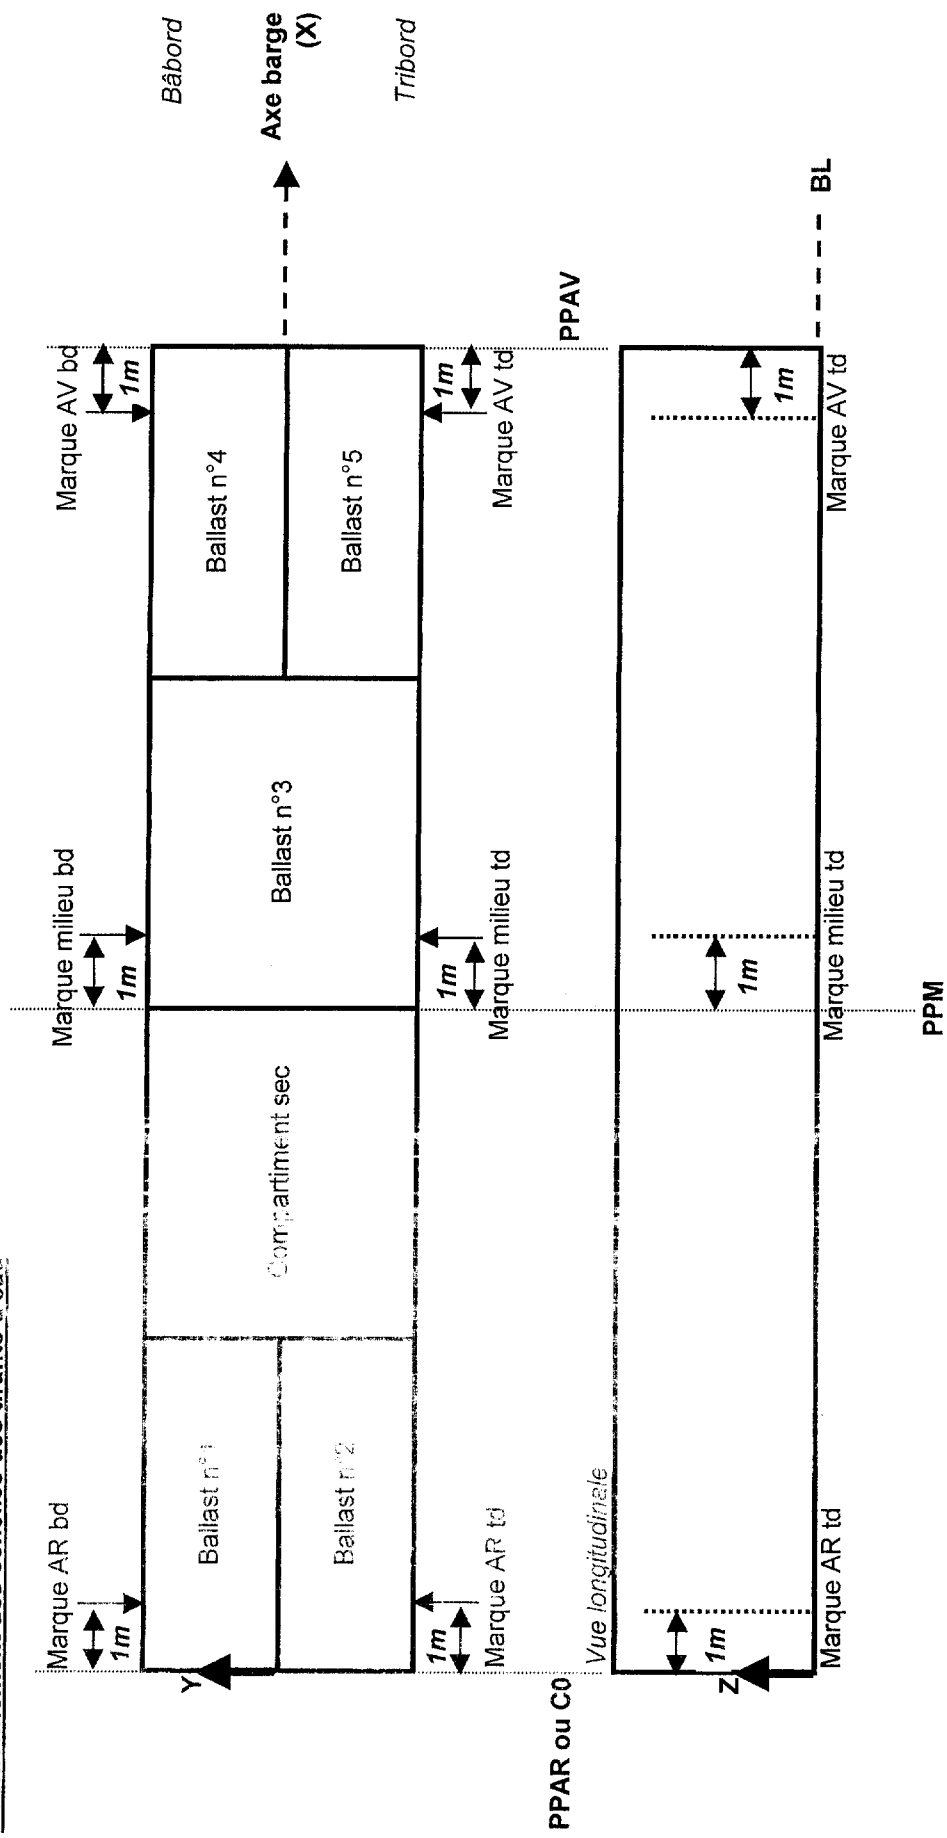 Bâbord
Axe barge
(X)
Tribord
Marque AR bd
1m
Marque milieu bd
1m
Marque AV bd
1m
Y
Ballast n°1
Ballast n°2
Compartiment sec
Ballast n°3
Ballast n°4
Ballast n°5
1m
Marque AR td
1m
Marque milieu td
1m
Marque AV td
PPAR ou C0
PPAV
Vue longitudinale
Z
1m
1m
1m
BL
Marque AR td
Marque milieu td
Marque AV td
PPM